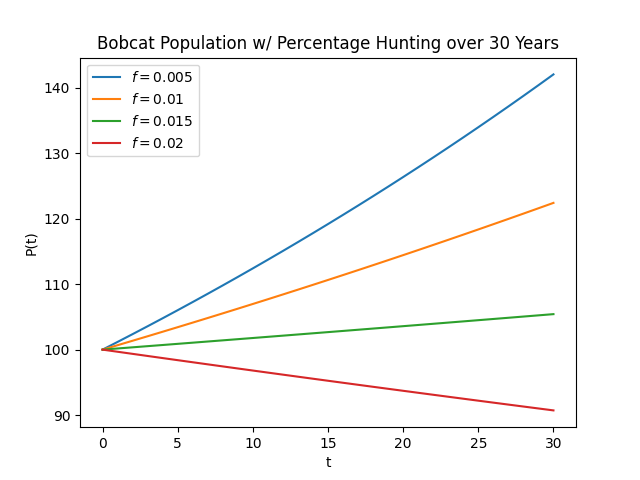 Bobcat Population w/ Percentage Hunting over 30 Years
f = 0.005
f = 0.01
f = 0.015
f = 0.02
140
130
120
110
100
90
P(t)
0 5 10 15 20 25 30
t